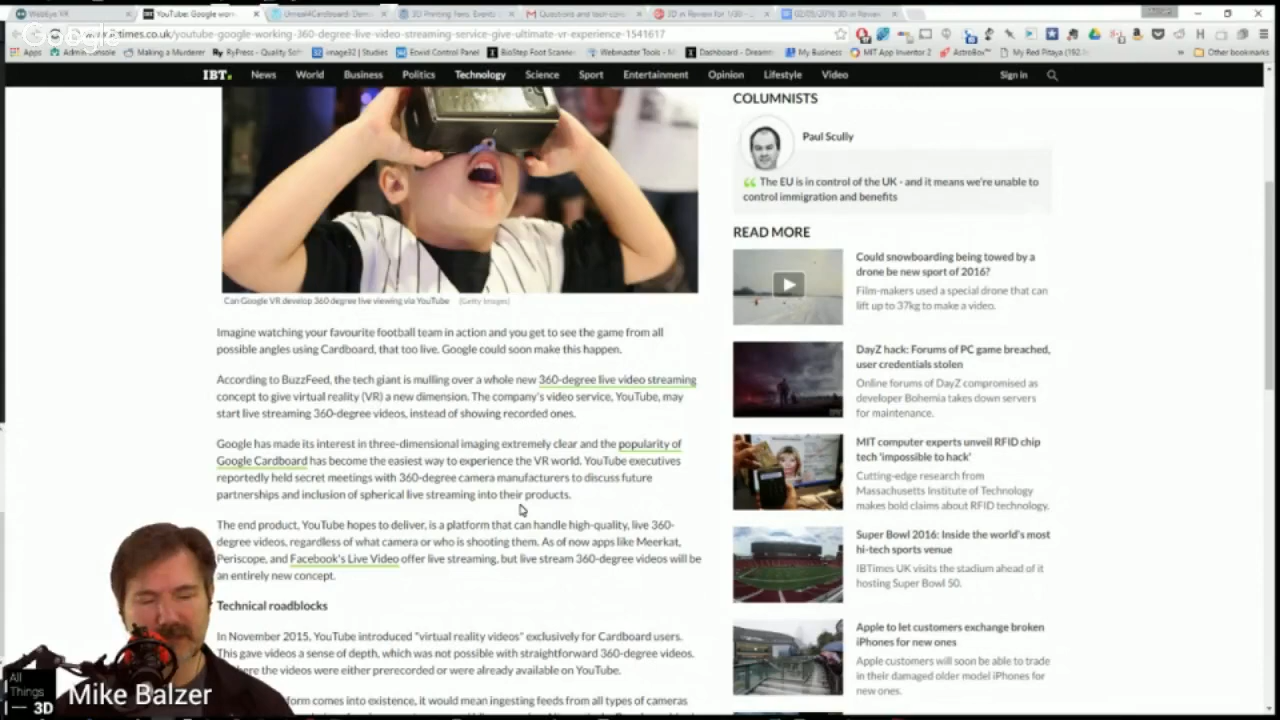 WebEye VR
YouTube: Google wor
Unreal4Cardboard: Dem
3D Printing Fans: Events
Questions and
3D in Review for 1/30
02/05/2016 3D in Review
times.co.uk/youtube-google-working-360-degree-live-video-streaming-service-give-ultimate-vr-experience-1541617
Apps
Admin Console
Making a Murderer
RyPress - Quality Sof
image32 | Studies
Ecwid Control Panel
BioStep Foot Scanner
Webmaster Tools - 
Dashboard - Dream
My Business
MIT App Inventor 2
AstroBox™
My Red Pitaya (192.
Other bookmarks
IBT.
News
World
Business
Politics
Technology
Science
Sport
Entertainment
Opinion
Lifestyle
Video
Sign in
Can Google VR develop 360 degree live viewing via YouTube (Getty Images)
Imagine watching your favourite football team in action and you get to see the game from all
possible angles using Cardboard, that too live. Google could soon make this happen.
According to BuzzFeed, the tech giant is mulling over a whole new 360-degree live video streaming
concept to give virtual reality (VR) a new dimension. The company's video service, YouTube, may
start live streaming 360-degree videos, instead of showing recorded ones.
Google has made its interest in three-dimensional imaging extremely clear and the popularity of
Google Cardboard has become the easiest way to experience the VR world. YouTube executives
reportedly held secret meetings with 360-degree camera manufacturers to discuss future
partnerships and inclusion of spherical live streaming into their products.
The end product, YouTube hopes to deliver, is a platform that can handle high-quality, live 360-
degree videos, regardless of what camera or who is shooting them. As of now apps like Meerkat,
Periscope, and Facebook's Live Video offer live streaming, but live stream 360-degree videos will be
an entirely new concept.
Technical roadblocks
In November 2015, YouTube introduced "virtual reality videos" exclusively for Cardboard users.
This gave videos a sense of depth, which was not possible with straightforward 360-degree videos.
here the videos were either prerecorded or were already available on YouTube.
form comes into existence, it would mean ingesting feeds from all types of cameras
COLUMNISTS
Paul Scully
The EU is in control of the UK - and it means we're unable to
control immigration and benefits
READ MORE
Could snowboarding being towed by a
drone be new sport of 2016?
Film-makers used a special drone that can
lift up to 37kg to make a video.
DayZ hack: Forums of PC game breached,
user credentials stolen
Online forums of DayZ compromised as
developer Bohemia takes down servers
for maintenance.
MIT computer experts unveil RFID chip
tech 'impossible to hack'
Cutting-edge research from
Massachusetts Institute of Technology
makes bold claims about RFID technology.
Super Bowl 2016: Inside the world's most
hi-tech sports venue
IBTimes UK visits the stadium ahead of it
hosting Super Bowl 50.
Apple to let customers exchange broken
iPhones for new ones
Apple customers will soon be able to trade
in their damaged older model iPhones for
new ones.
All
Things
3D
Mike Balzer